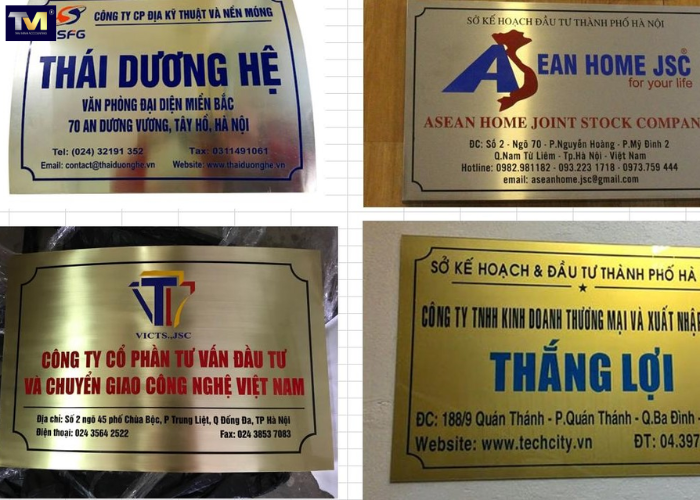 TM
SFG
CÔNG TY CP ĐỊA KỸ THUẬT VÀ NỀN MÓNG
THÁI DƯƠNG HỆ
VĂN PHÒNG ĐẠI DIỆN MIỀN BẮC
70 AN DƯƠNG VƯƠNG, TÂY HỒ, HÀ NỘI
Tel: (024) 32191 352 Tax: 0311491061
Email: contact@thaiduonghe.vn Website: www.thaiduonghe.vn
SỞ KẾ HOẠCH ĐẦU TƯ THÀNH PHỐ HÀ NỘI
ASEAN HOME JSC
for your life
ASEAN HOME JOINT STOCK COMPAN
ĐC: Số 2 - Ngõ 70 - P.Nguyễn Hoàng - P.Mỹ Đình 2
Q.Nam Từ Liêm - Tp.Hà Nội - Việt Nam
Hotline: 0982.981182 - 093.223 1718 - 0973.759 444
email: aseanhome.jsc@gmail.com
VICTS.,JSC
CÔNG TY CỔ PHẦN TƯ VẤN ĐẦU TƯ
VÀ CHUYỂN GIAO CÔNG NGHỆ VIỆT NAM
Địa chỉ: Số 2 ngõ 45 phố Chùa Bộc, P Trung Liệt, Q Đống Đa, TP Hà Nội
Điện thoại: 024 3564 2522 Fax: 024 3853 7083
SỞ KẾ HOẠCH & ĐẦU TƯ THÀNH PHỐ HÀ
CÔNG TY TNHH KINH DOANH THƯƠNG MẠI VÀ XUẤT NHẬP
THẮNG LỢI
ĐC: 188/9 Quán Thánh - P.Quán Thánh - Q.Ba Đình -
Website: www.techcity.vn ĐT: 04.397